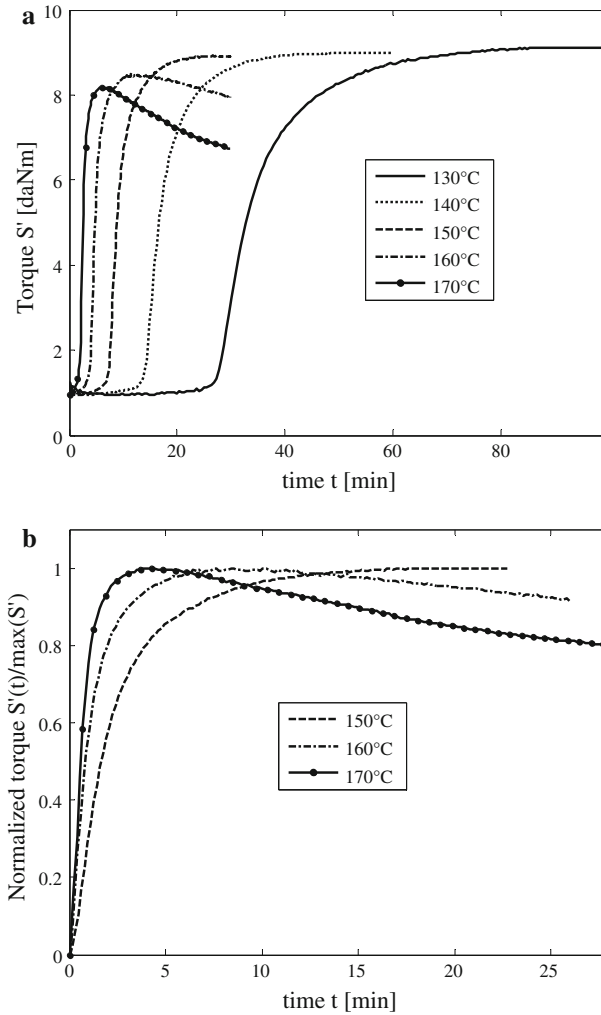 a
10
8
6
4
2
0
Torque S' [daNm]
130°C
140°C
150°C
160°C
170°C
0 20 40 60 80
time t [min]
b
1
0.8
0.6
0.4
0.2
0
Normalized torque S'(t)/max(S')
150°C
160°C
170°C
0 5 10 15 20 25
time t [min]